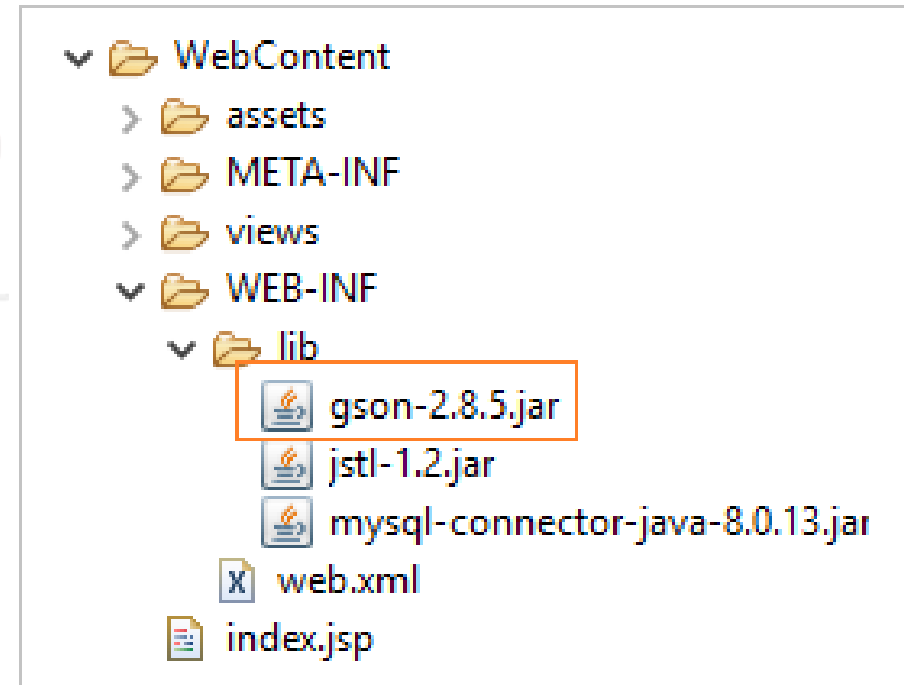 WebContent
assets
META-INF
views
WEB-INF
lib
gson-2.8.5.jar
jstl-1.2.jar
mysql-connector-java-8.0.13.jar
web.xml
index.jsp